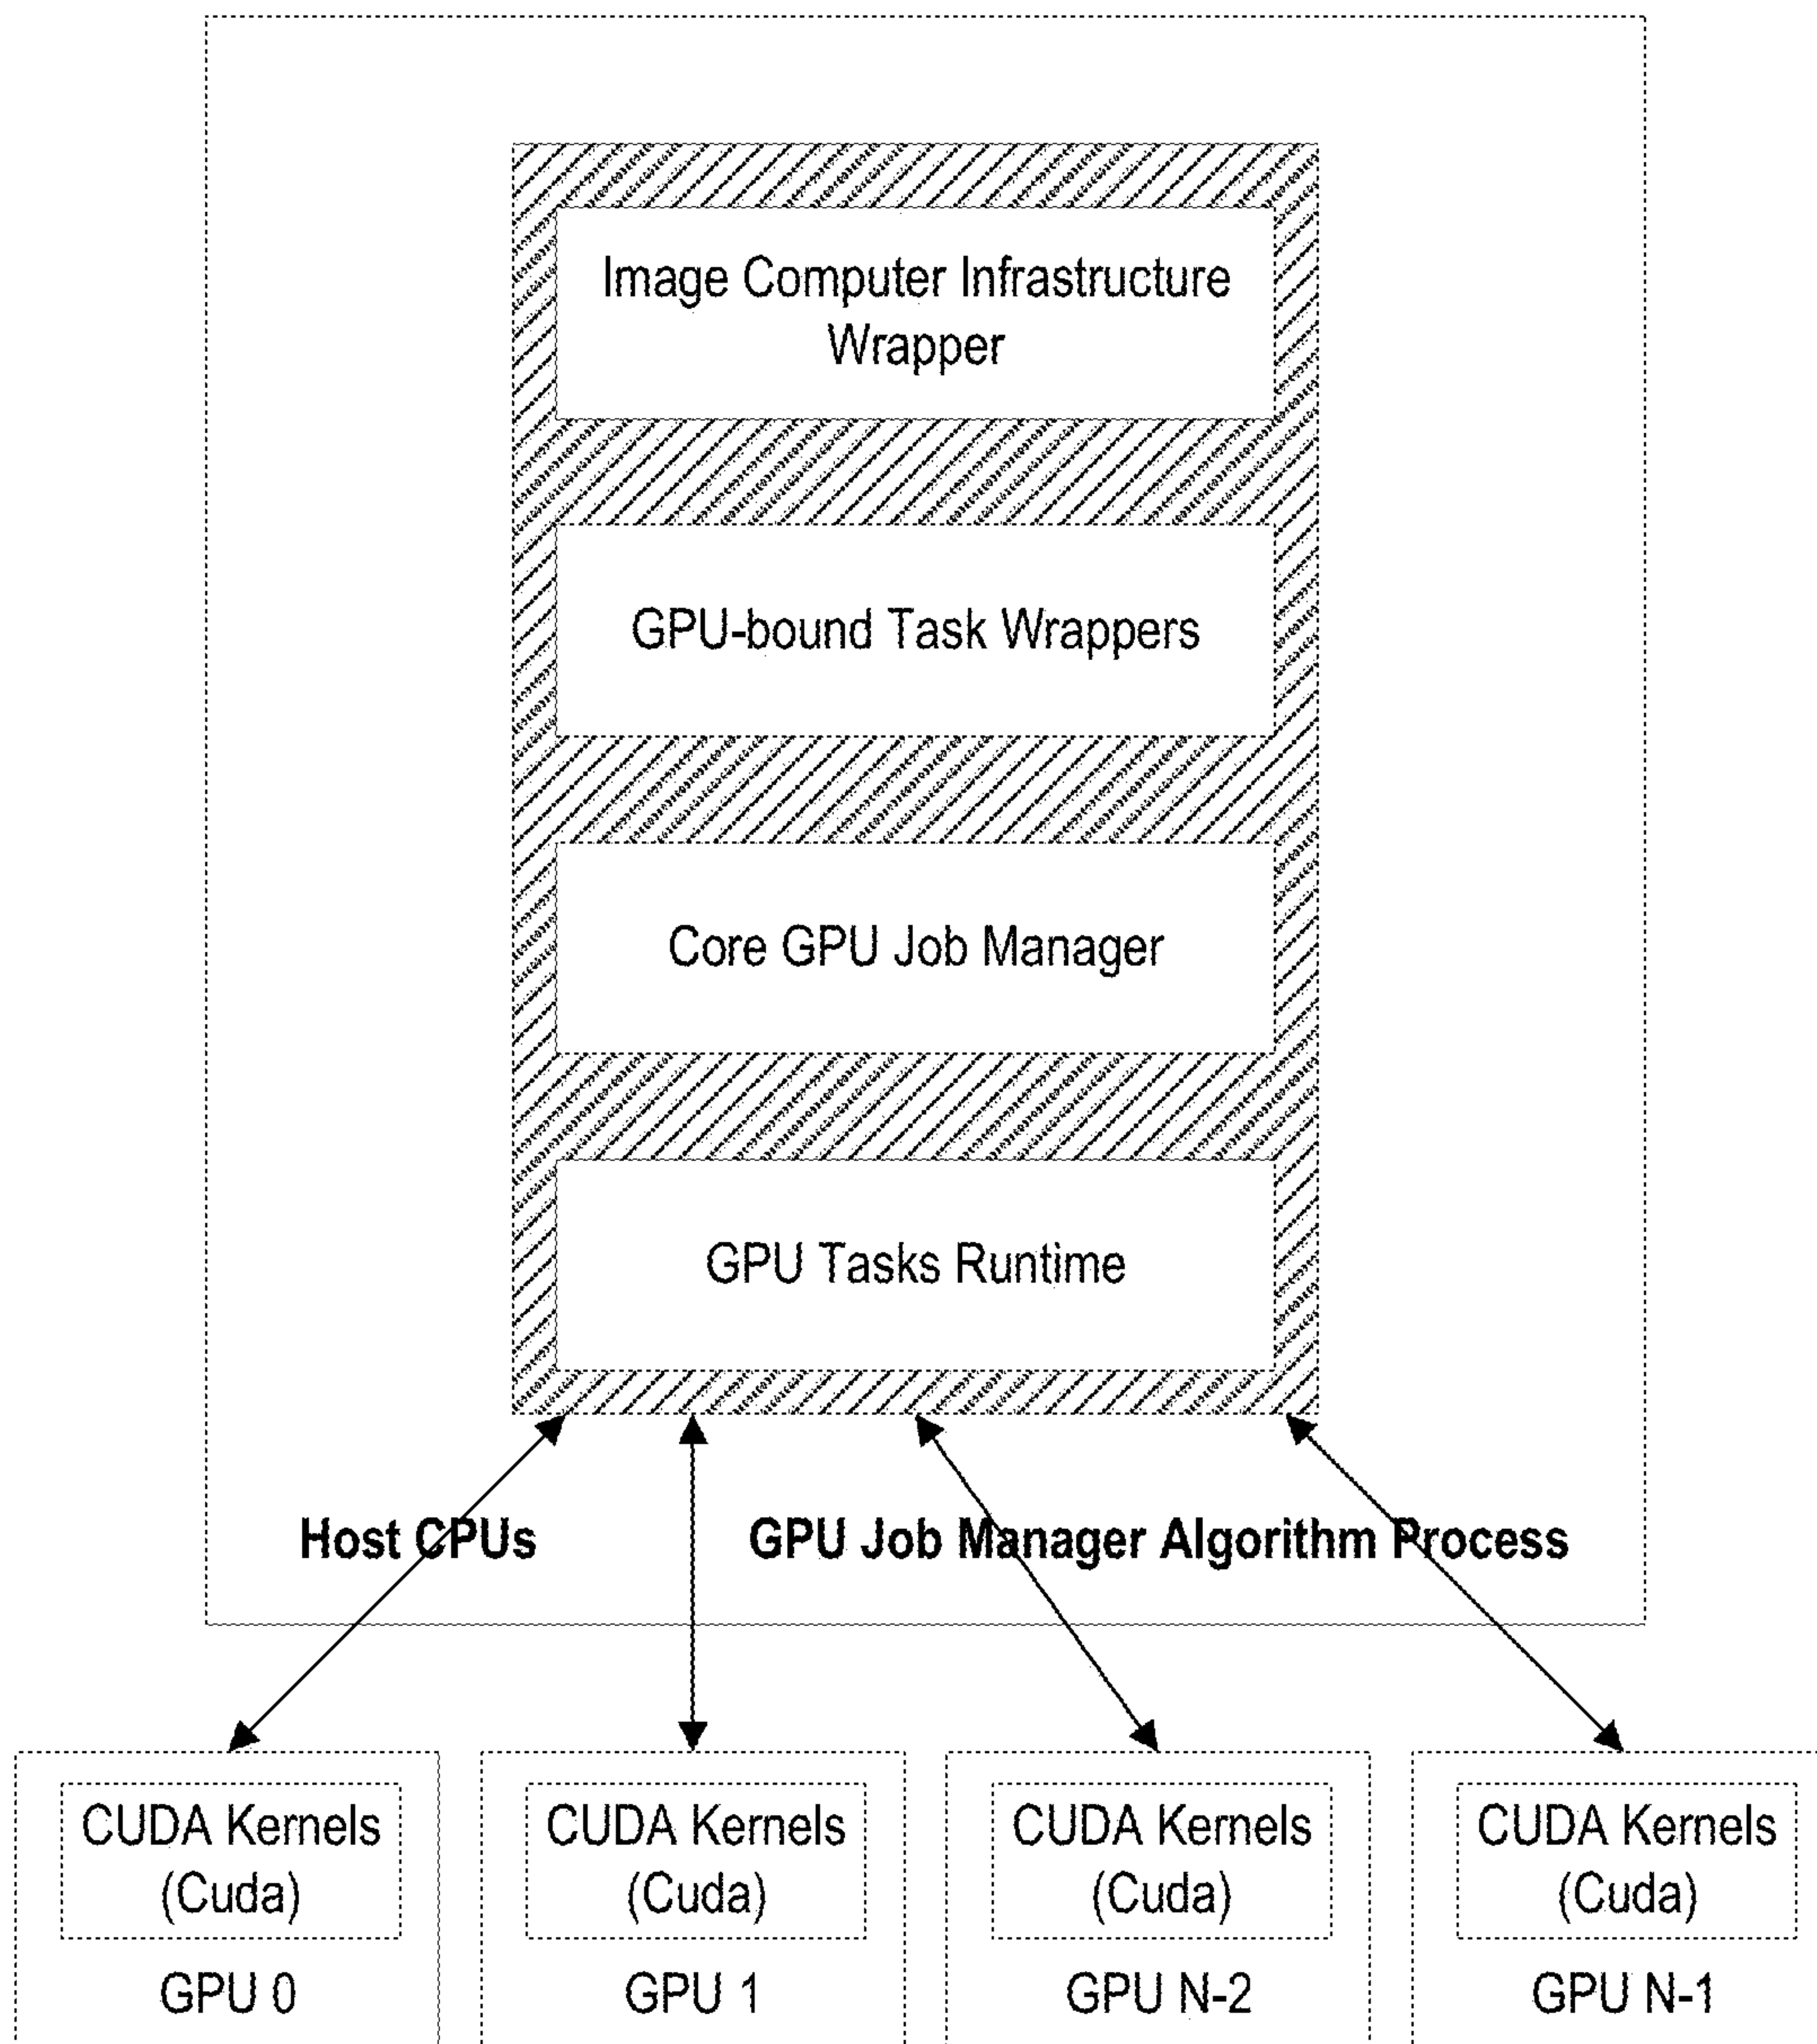 Image Computer Infrastructure
Wrapper
GPU-bound Task Wrappers
Core GPU Job Manager
GPU Tasks Runtime
Host CPUs
GPU Job Manager Algorithm Process
CUDA Kernels
(Cuda)
GPU 0
CUDA Kernels
(Cuda)
GPU 1
CUDA Kernels
(Cuda)
GPU N-2
CUDA Kernels
(Cuda)
GPU N-1